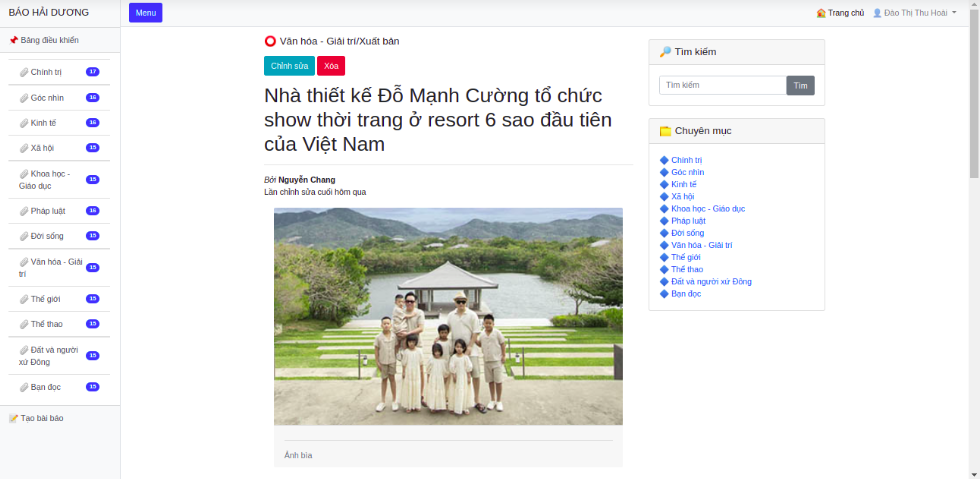 BÁO HẢI DƯƠNG
Menu
Trang chủ
Đào Thị Thu Hoài
Bảng điều khiển
Chính trị 17
Góc nhìn 16
Kinh tế 16
Xã hội 15
Khoa học -
Giáo dục 15
Pháp luật 16
Đời sống 15
Văn hóa - Giải
trí 15
Thế giới 15
Thể thao 15
Đất và người
xứ Đông 15
Bạn đọc 15
Tạo bài báo
Văn hóa - Giải trí/Xuất bản
Chỉnh sửa Xóa
Nhà thiết kế Đỗ Mạnh Cường tổ chức
show thời trang ở resort 6 sao đầu tiên
của Việt Nam
Bởi Nguyễn Chang
Lần chỉnh sửa cuối hôm qua
Ảnh bìa
Tìm kiếm
Tìm kiếm Tìm
Chuyên mục
Chính trị
Góc nhìn
Kinh tế
Xã hội
Khoa học - Giáo dục
Pháp luật
Đời sống
Văn hóa - Giải trí
Thế giới
Thể thao
Đất và người xứ Đông
Bạn đọc